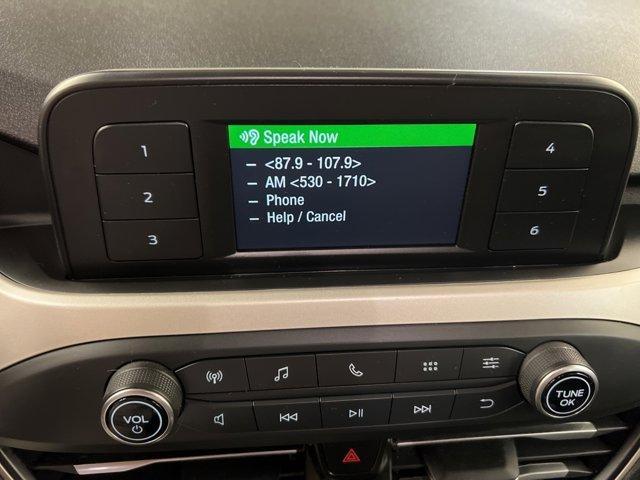 Speak Now
– <87.9 - 107.9>
– AM <530 - 1710>
– Phone
– Help / Cancel
1
2
3
4
5
6
VOL
TUNE
OK